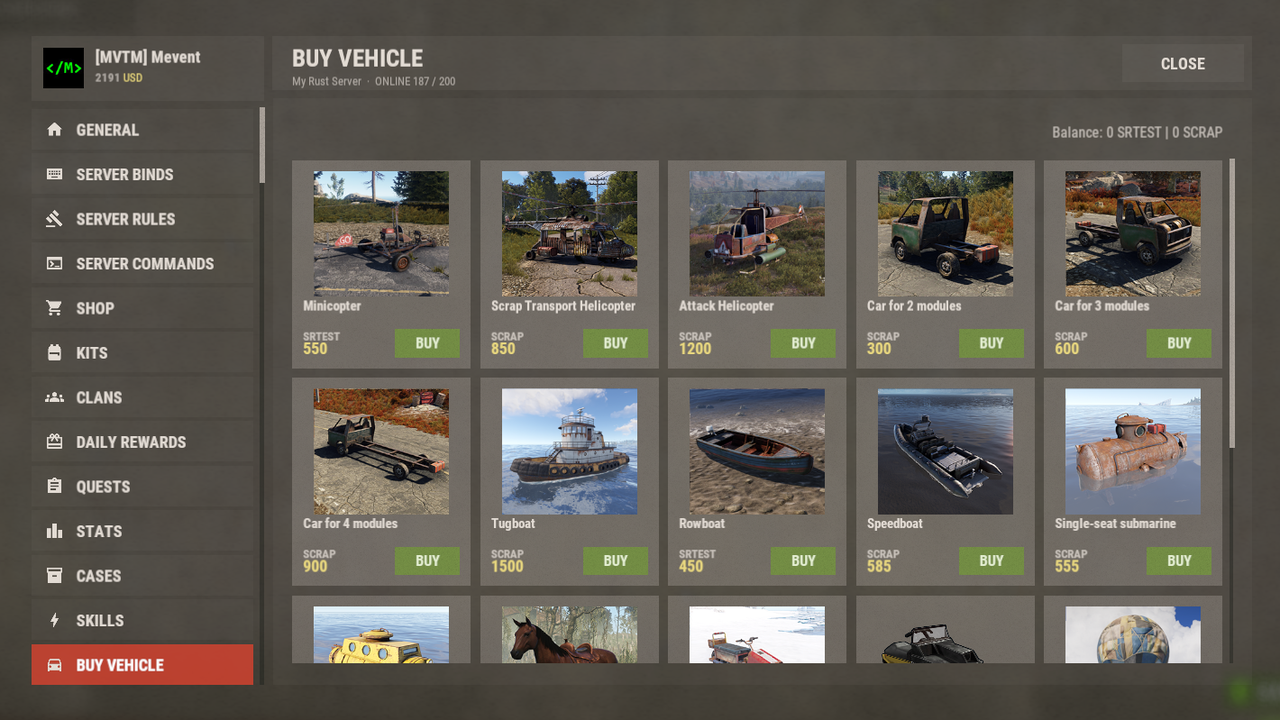 </M>
[MVTM] Mevent
2191 USD
BUY VEHICLE
My Rust Server · ONLINE 187 / 200
CLOSE
GENERAL
SERVER BINDS
SERVER RULES
SERVER COMMANDS
SHOP
KITS
CLANS
DAILY REWARDS
QUESTS
STATS
CASES
SKILLS
BUY VEHICLE
Balance: 0 SRTEST | 0 SCRAP
GO
Minicopter
SRTEST
550
BUY
Scrap Transport Helicopter
SCRAP
850
BUY
Attack Helicopter
SCRAP
1200
BUY
Car for 2 modules
SCRAP
300
BUY
Car for 3 modules
SCRAP
600
BUY
Car for 4 modules
SCRAP
900
BUY
Tugboat
SCRAP
1500
BUY
Rowboat
SRTEST
450
BUY
Speedboat
SCRAP
585
BUY
Single-seat submarine
SCRAP
555
BUY